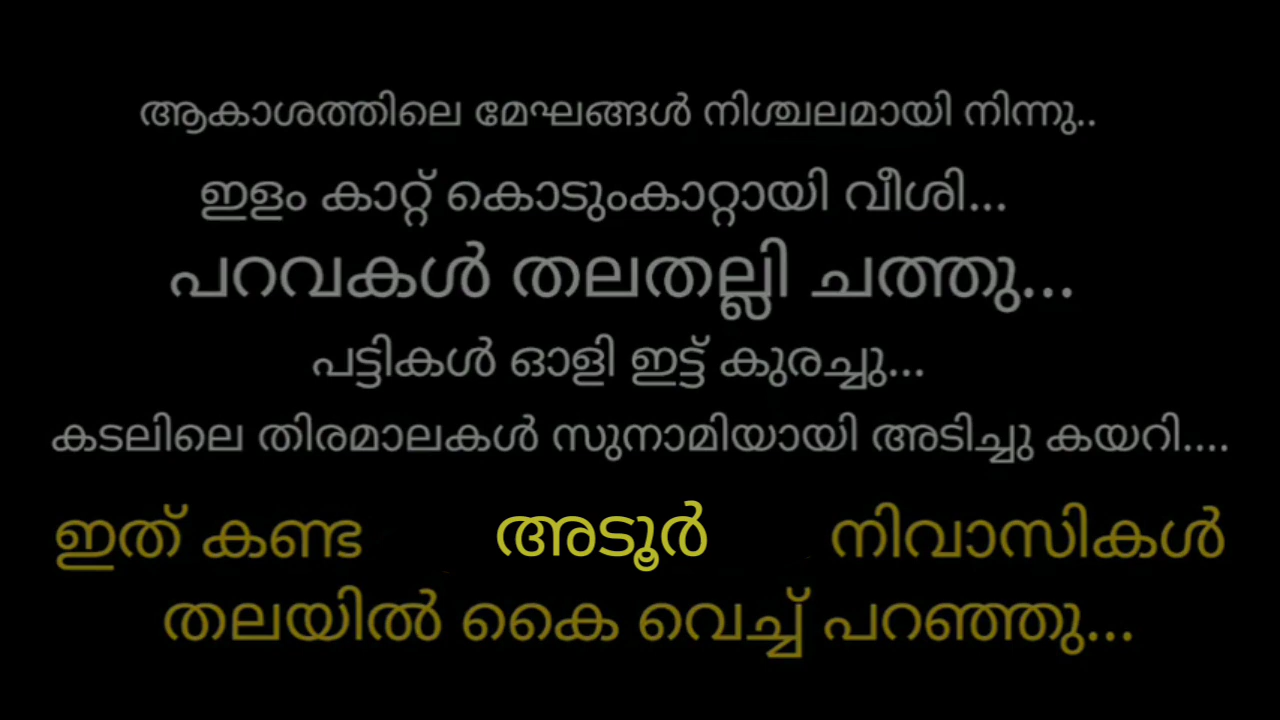 ആകാശത്തിലെ മേഘങ്ങൾ നിശ്ചലമായി നിന്നു..
ഇളം കാറ്റ് കൊടുംകാറ്റായി വീശി...
പറവകൾ തലതല്ലി ചത്തു...
പട്ടികൾ ഓളി ഇട്ട് കുരച്ചു...
കടലിലെ തിരമാലകൾ സുനാമിയായി അടിച്ചു കയറി....
ഇത് കണ്ട അടൂർ നിവാസികൾ
തലയിൽ കൈ വെച്ച് പറഞ്ഞു...